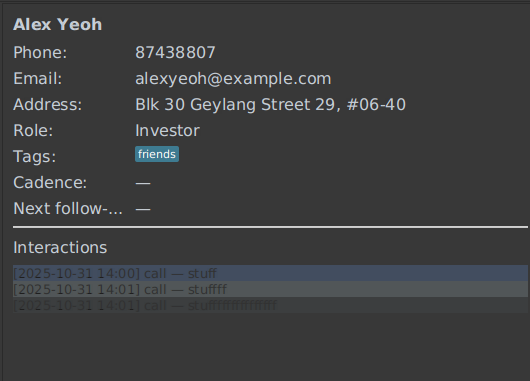 Alex Yeoh
Phone: 87438807
Email: alexyeoh@example.com
Address: Blk 30 Geylang Street 29, #06-40
Role: Investor
Tags: friends
Cadence: —
Next follow-... —
Interactions
[2025-10-31 14:00] call — stuff
[2025-10-31 14:01] call — stuffff
[2025-10-31 14:01] call —